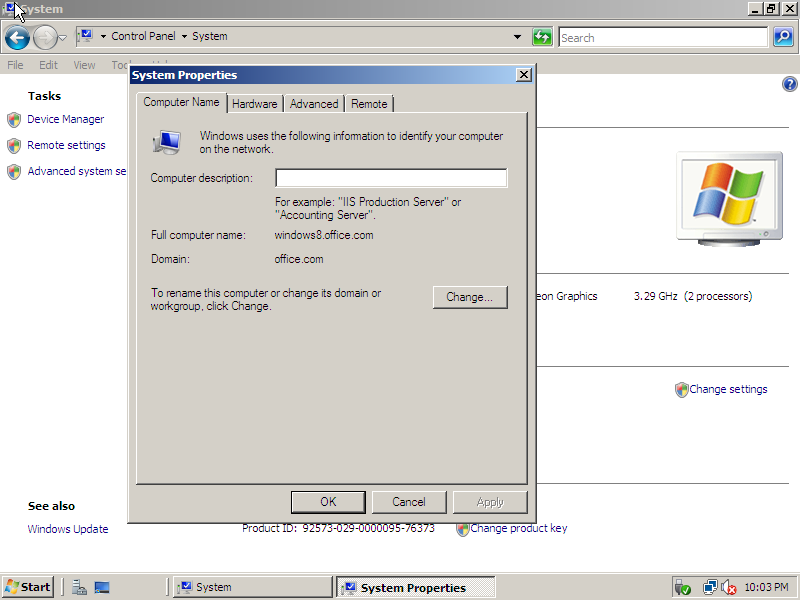 System
Control Panel
System
Search
File
Edit
View
System Properties
Tasks
Computer Name
Hardware
Advanced
Remote
Device Manager
Windows uses the following information to identify your computer
on the network.
Remote settings
Advanced system se
Computer description:
For example: "IIS Production Server" or
"Accounting Server".
Full computer name:
windows8.office.com
Domain:
office.com
To rename this computer or change its domain or
workgroup, click Change.
Change...
eon Graphics
3.29 GHz (2 processors)
Change settings
See also
OK
Cancel
Apply
Windows Update
Product ID: 92573-029-0000095-76373
Change product key
Start
System
System Properties
10:03 PM